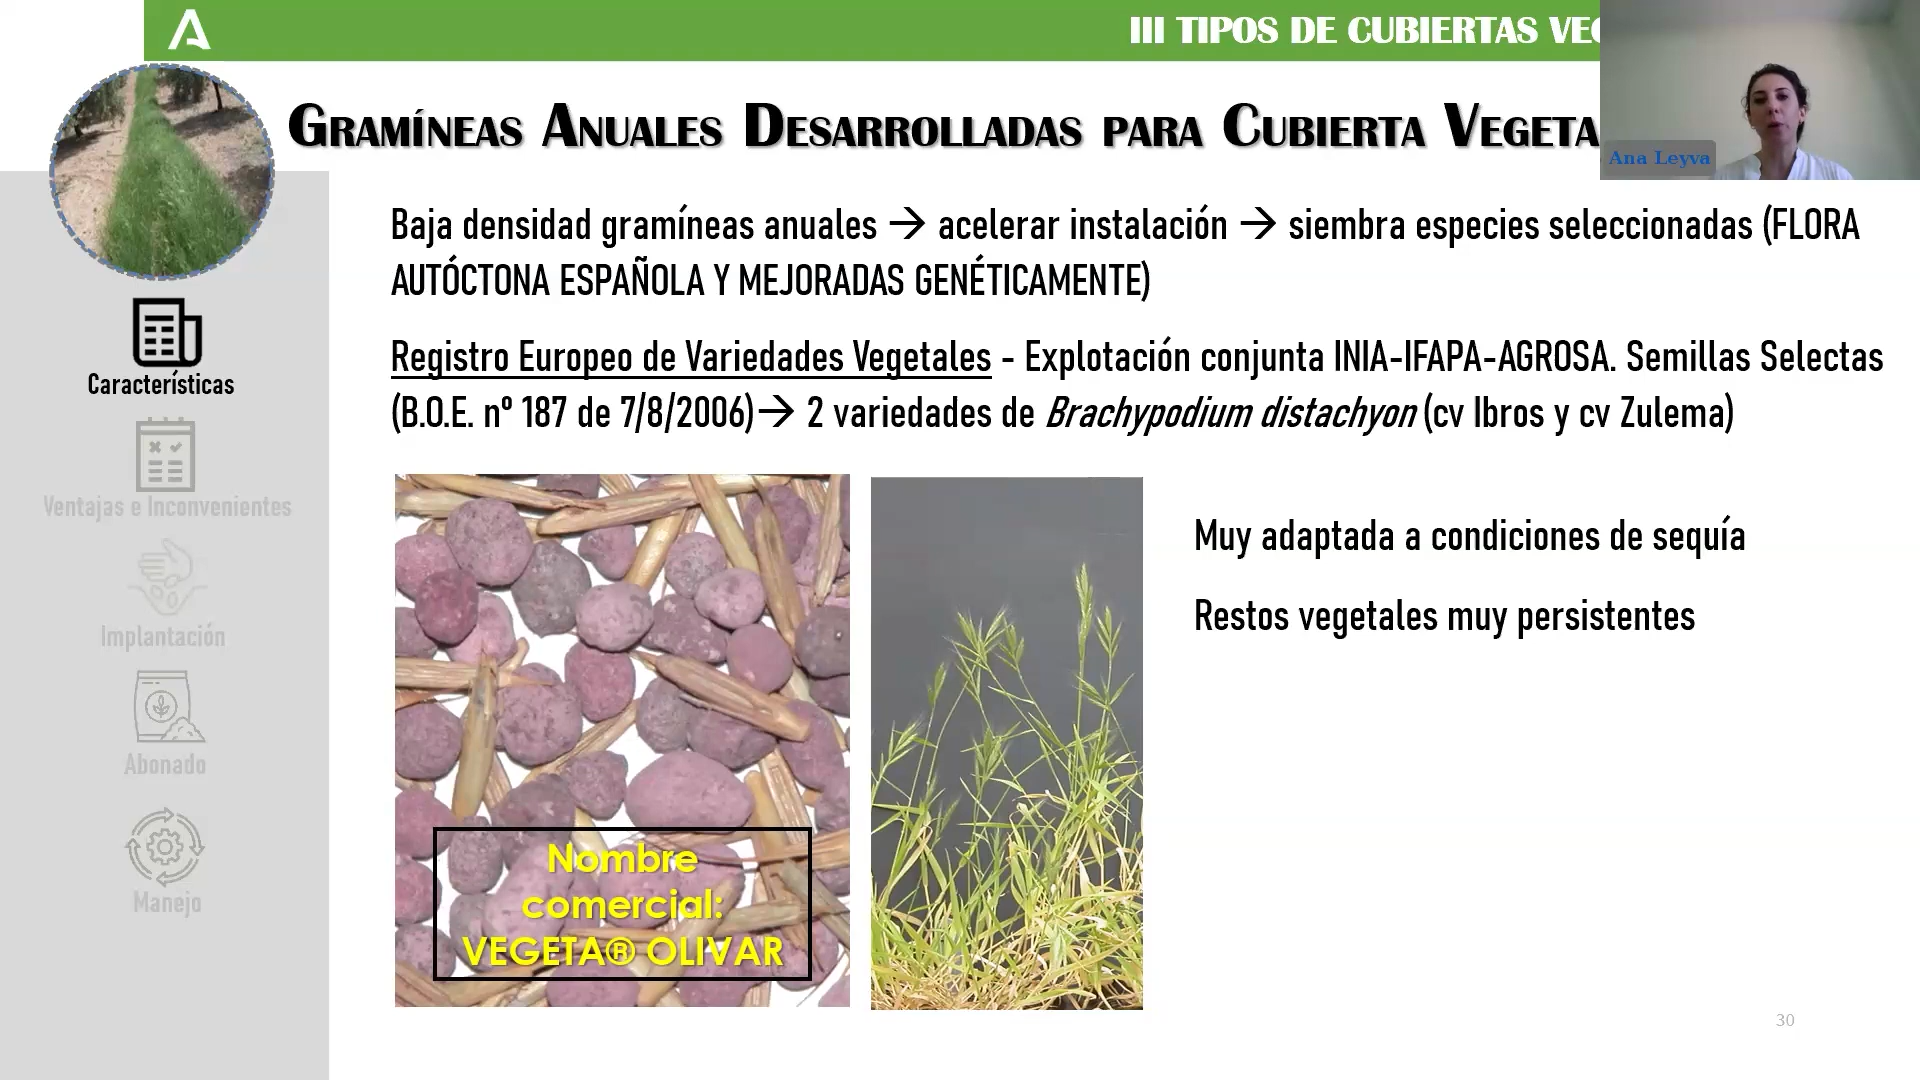 III TIPOS DE CUBIERTAS
Ana Leyva
GRAMÍNEAS ANUALES DESARROLLADAS PARA CUBIERTA VEGETA
Baja densidad gramíneas anuales → acelerar instalación → siembra especies seleccionadas (FLORA
AUTÓCTONA ESPAÑOLA Y MEJORADAS GENÉTICAMENTE)
Registro Europeo de Variedades Vegetales - Explotación conjunta INIA-IFAPA-AGROSA. Semillas Selectas
(B.O.E. nº 187 de 7/8/2006)→ 2 variedades de Brachypodium distachyon (cv Ibros y cv Zulema)
Características
Ventajas e Inconvenientes
Implantación
Abonado
Manejo
Nombre
comercial:
VEGETA® OLIVAR
Muy adaptada a condiciones de sequía
Restos vegetales muy persistentes
30